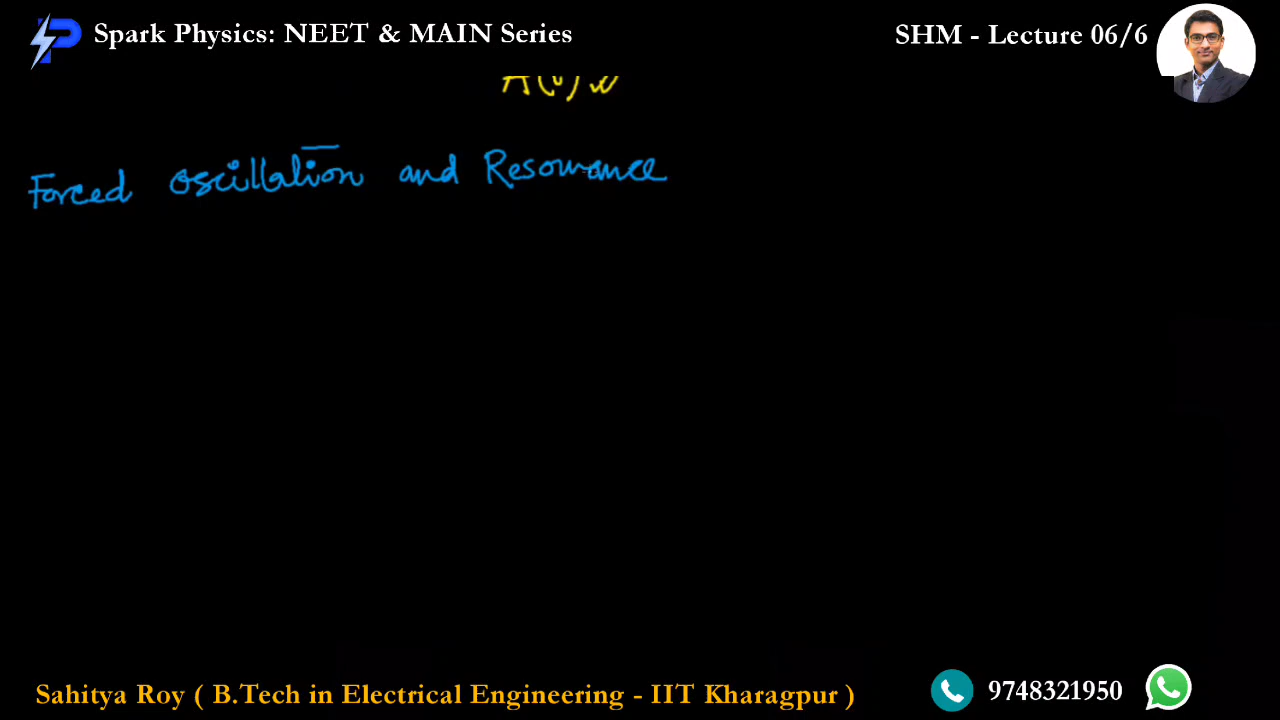 Spark Physics: NEET & MAIN Series
SHM - Lecture 06/6
Forced oscillation and Resonance
Sahitya Roy ( B.Tech in Electrical Engineering - IIT Kharagpur )
9748321950